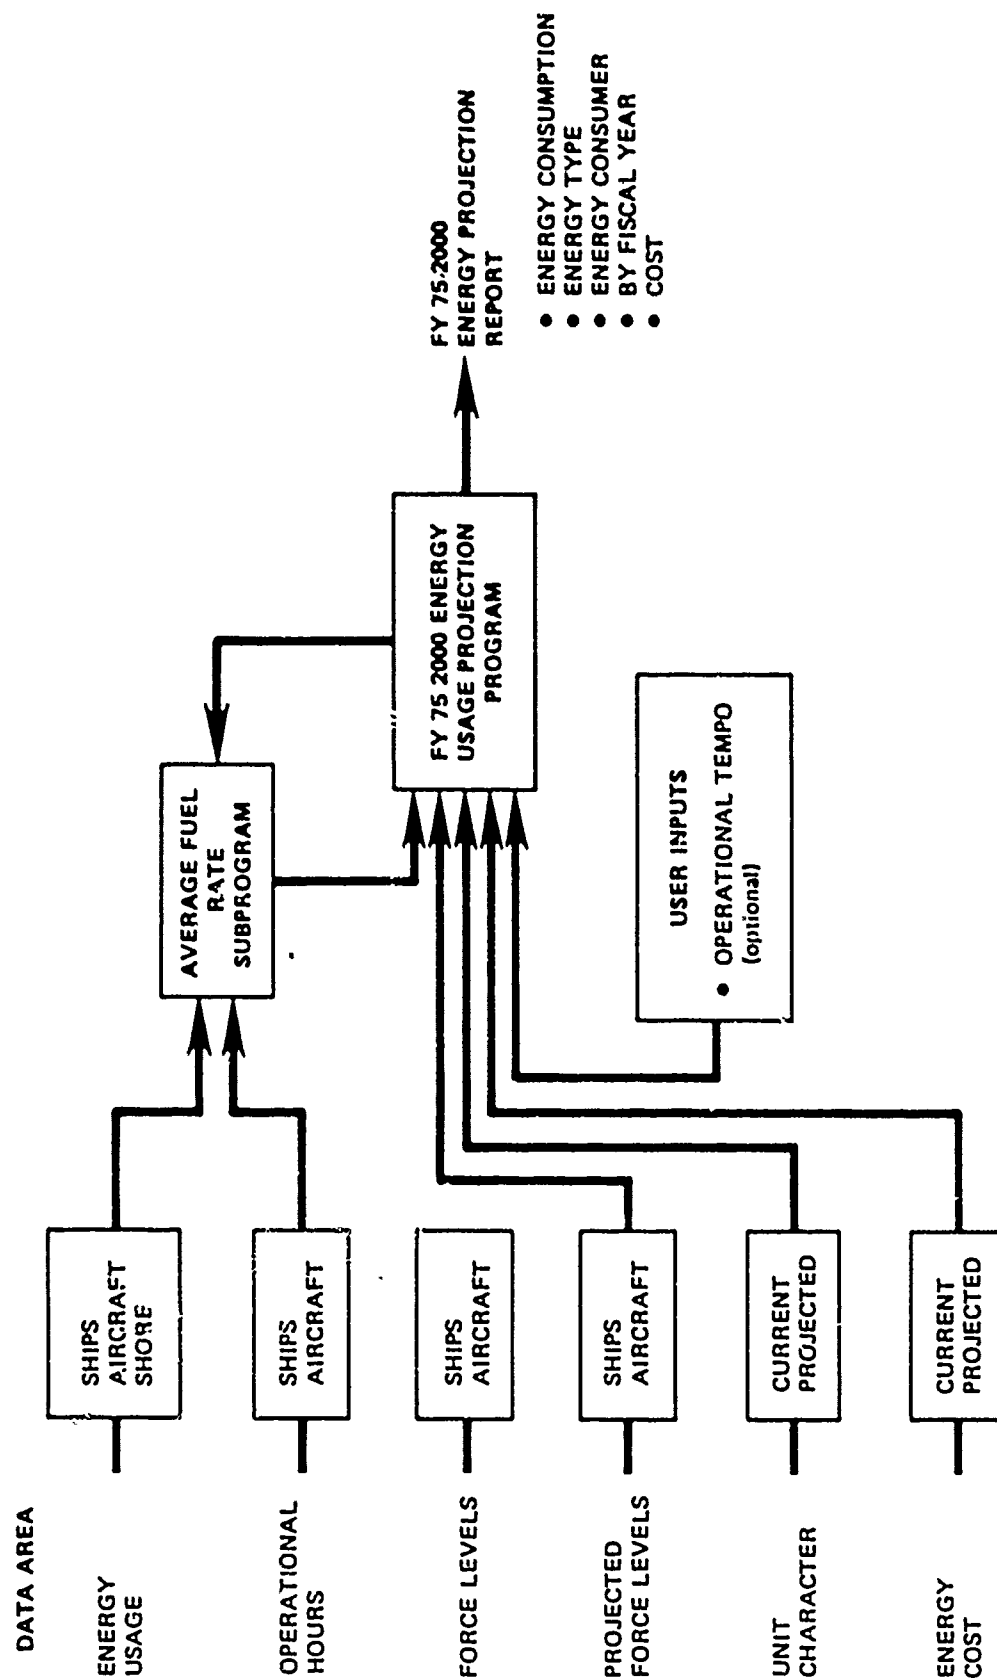 DATA AREA
ENERGY
USAGE
SHIPS
AIRCRAFT
SHORE
OPERATIONAL
HOURS
SHIPS
AIRCRAFT
FORCE LEVELS
SHIPS
AIRCRAFT
PROJECTED
FORCE LEVELS
SHIPS
AIRCRAFT
UNIT
CHARACTER
CURRENT
PROJECTED
ENERGY
COST
CURRENT
PROJECTED
AVERAGE FUEL
RATE
SUBPROGRAM
USER INPUTS
● OPERATIONAL TEMPO
(optional)
FY 75 2000 ENERGY
USAGE PROJECTION
PROGRAM
FY 75-2000
ENERGY PROJECTION
REPORT
● ENERGY CONSUMPTION
● ENERGY TYPE
● ENERGY CONSUMER
● BY FISCAL YEAR
● COST